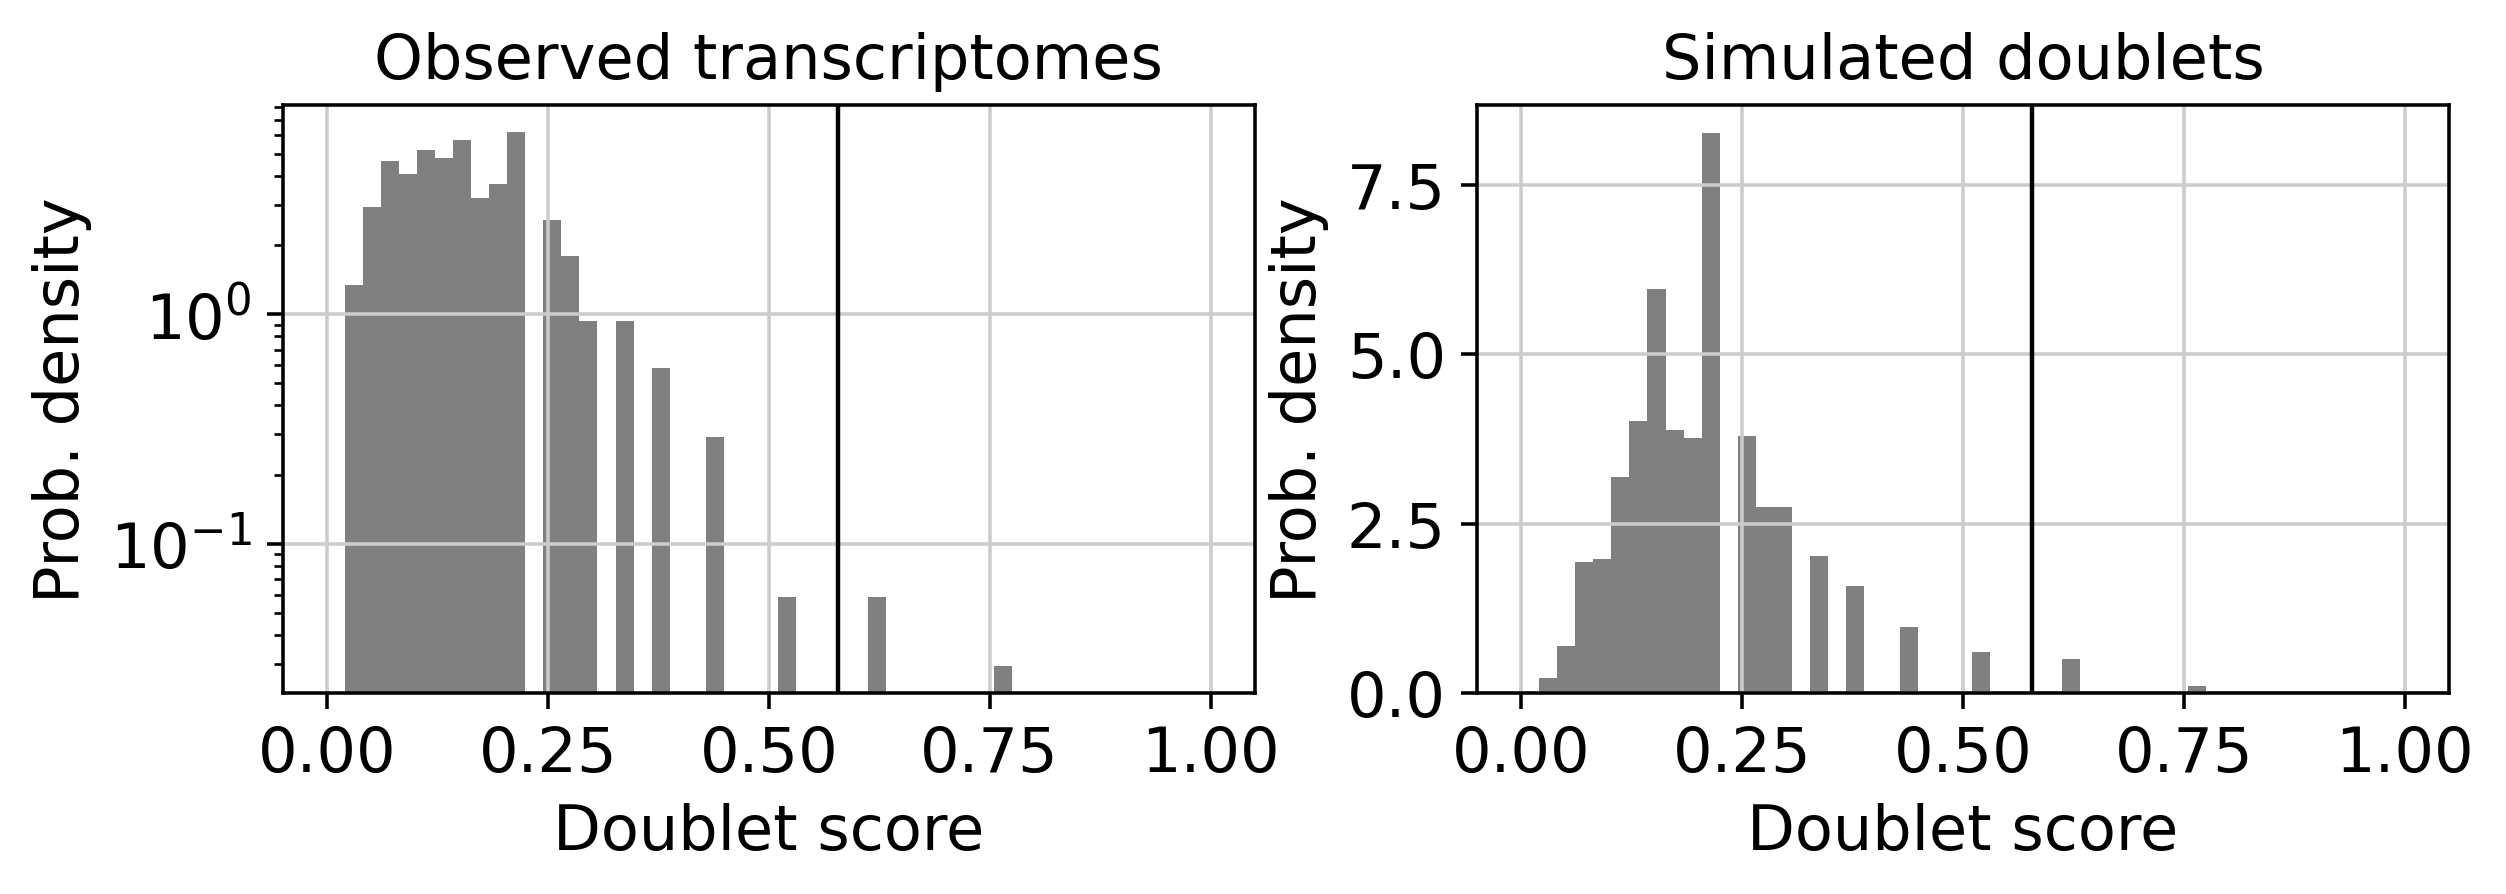 Observed transcriptomes
Prob. density
10⁰
10⁻¹
0.00 0.25 0.50 0.75 1.00
Doublet score
Simulated doublets
Prob. density
7.5
5.0
2.5
0.0
0.00 0.25 0.50 0.75 1.00
Doublet score